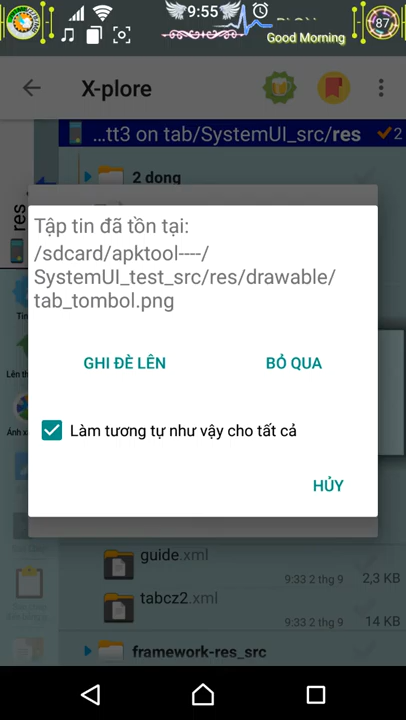 9:55
Good Morning
87
X-plore
...tt3 on tab/SystemUI_src/res
2
2 dong
res
Tập tin đã tồn tại:
/sdcard/apktool----/
SystemUI_test_src/res/drawable/
tab_tombol.png
GHI ĐÈ LÊN
BỎ QUA
Làm tương tự như vậy cho tất cả
HỦY
guide.xml
9:33 2 thg 9 2,3 KB
tabcz2.xml
9:33 2 thg 9 14 KB
framework-res_src